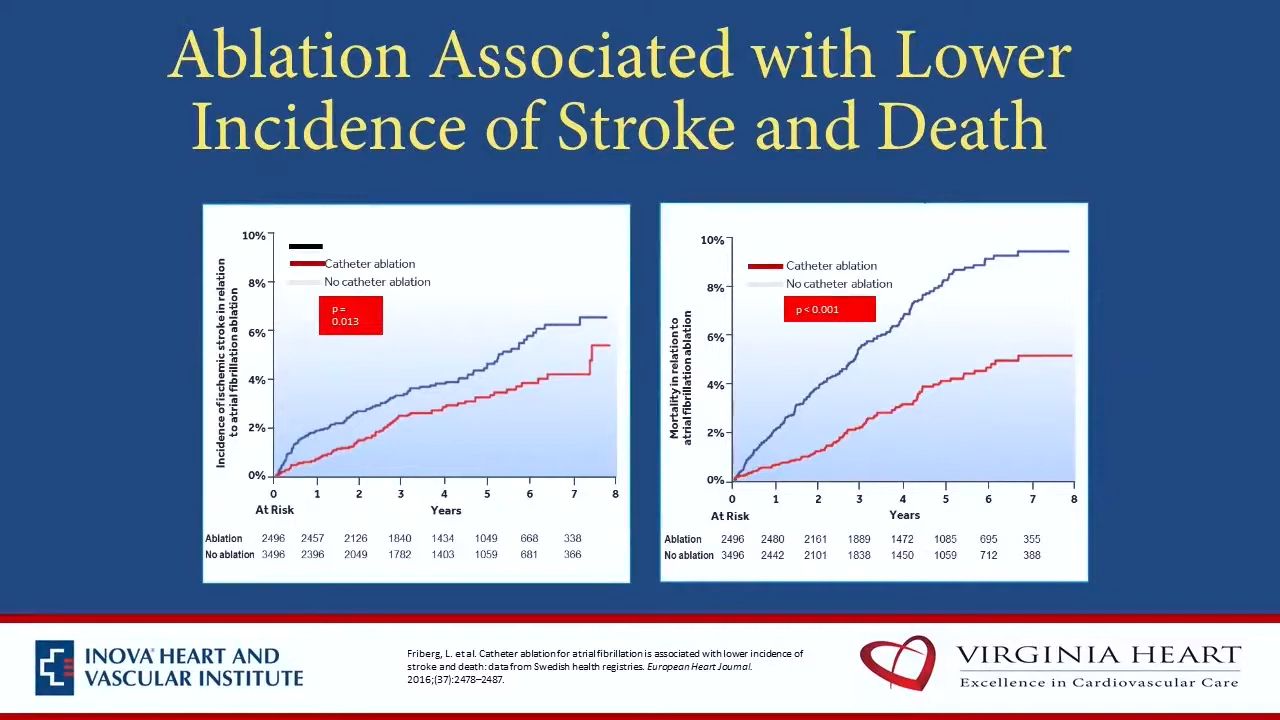 Ablation Associated with Lower
Incidence of Stroke and Death
Incidence of ischemic stroke in relation
to atrial fibrillation ablation
10%
8%
6%
4%
2%
0%
Catheter ablation
No catheter ablation
p =
0.013
0 1 2 3 4 5 6 7 8
At Risk Years
Ablation 2496 2457 2126 1840 1434 1049 668 338
No ablation 3496 2396 2049 1782 1403 1059 681 366
Mortality in relation to
atrial fibrillation ablation
10%
8%
6%
4%
2%
0%
Catheter ablation
No catheter ablation
p < 0.001
0 1 2 3 4 5 6 7 8
At Risk Years
Ablation 2496 2480 2161 1889 1472 1085 695 355
No ablation 3496 2442 2101 1838 1450 1059 712 388
INOVA® HEART AND
VASCULAR INSTITUTE
Friberg, L. et al. Catheter ablation for atrial fibrillation is associated with lower incidence of
stroke and death: data from Swedish health registries. European Heart Journal.
2016;(37):2478–2487.
VIRGINIA HEART
Excellence in Cardiovascular Care